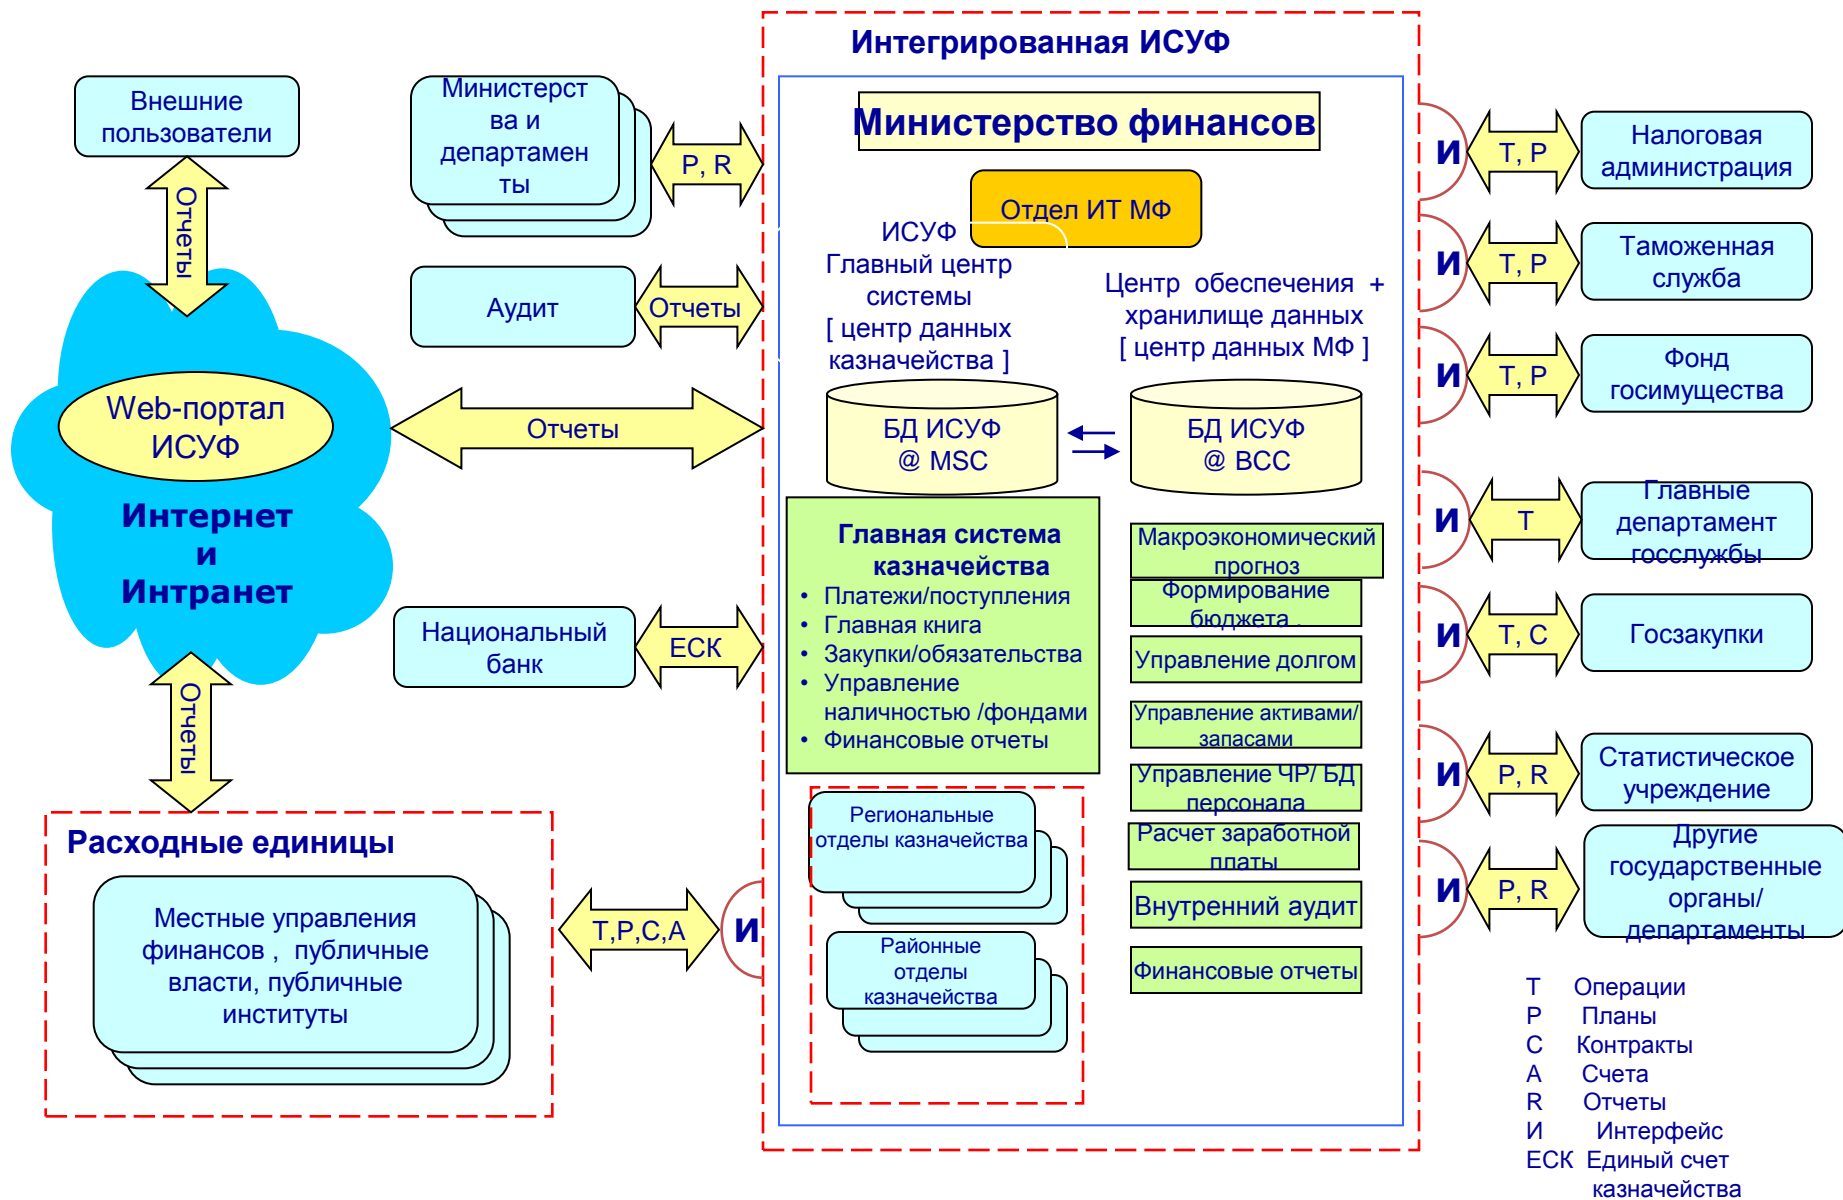 Интегрированная ИСУФ
Внешние
пользователи
Отчеты
Web-портал
ИСУФ
Интернет
и
Интранет
Отчеты
Министерст
ва и
департамен
ты
P, R
Аудит
Отчеты
Отчеты
Национальный
банк
ЕСК
Расходные единицы
Местные управления
финансов , публичные
власти, публичные
институты
T,P,C,A
И
Министерство финансов
Отдел ИТ МФ
ИСУФ
Главный центр
системы
[ центр данных
казначейства ]
Центр обеспечения +
хранилище данных
[ центр данных МФ ]
БД ИСУФ
@ MSC
БД ИСУФ
@ BCC
Главная система
казначейства
• Платежи/поступления
• Главная книга
• Закупки/обязательства
• Управление
наличностью /фондами
• Финансовые отчеты
Региональные
отделы казначейства
Районные
отделы
казначейства
Макроэкономический
прогноз
Формирование
бюджета .
Управление долгом
Управление активами/
запасами
Управление ЧР/ БД
персонала
Расчет заработной
платы
Внутренний аудит
Финансовые отчеты
И
T, P
Налоговая
администрация
И
T, P
Таможенная
служба
И
T, P
Фонд
госимущества
И
T
Главные
департамент
госслужбы
И
T, C
Госзакупки
И
P, R
Статистическое
учреждение
И
P, R
Другие
государственные
органы/
департаменты
T Операции
P Планы
C Контракты
A Счета
R Отчеты
И Интерфейс
ЕСК Единый счет
казначейства